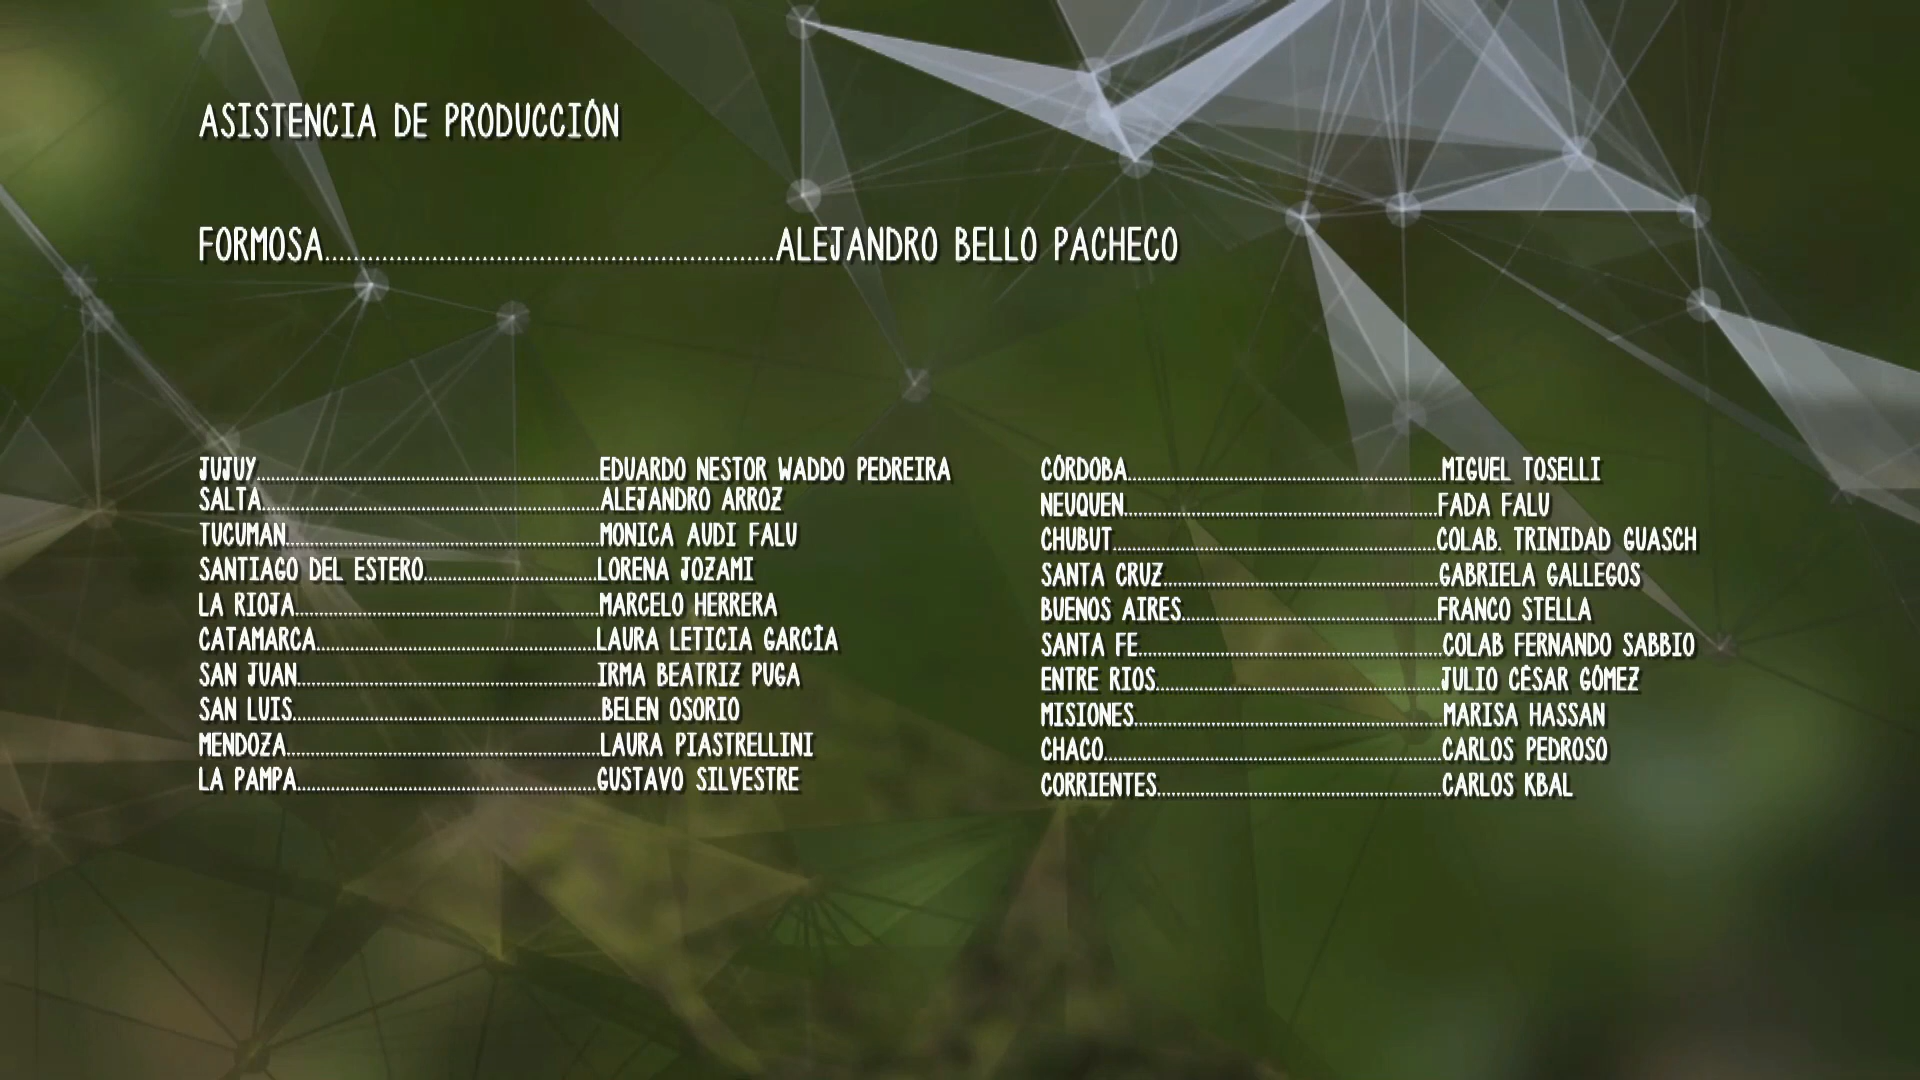 ASISTENCIA DE PRODUCCIÓN
FORMOSA..........................................................ALEJANDRO BELLO PACHECO
JUJUY..........................................................EDUARDO NESTOR WADDO PEDREIRA
SALTA..........................................................ALEJANDRO ARROZ
TUCUMAN......................................................MONICA AUDI FALU
SANTIAGO DEL ESTERO..............................LORENA JOZAMI
LA RIOJA....................................................MARCELO HERRERA
CATAMARCA................................................LAURA LETICIA GARCÍA
SAN JUAN...................................................IRMA BEATRIZ PUGA
SAN LUIS....................................................BELEN OSORIO
MENDOZA.....................................................LAURA PIASTRELLINI
LA PAMPA...................................................GUSTAVO SILVESTRE
CÓRDOBA.....................................................MIGUEL TOSELLI
NEUQUEN.....................................................FADA FALU
CHUBUT.......................................................COLAB. TRINIDAD GUASCH
SANTA CRUZ...............................................GABRIELA GALLEGOS
BUENOS AIRES............................................FRANCO STELLA
SANTA FE....................................................COLAB FERNANDO SABBIO
ENTRE RIOS................................................JULIO CÉSAR GÓMEZ
MISIONES....................................................MARISA HASSAN
CHACO.........................................................CARLOS PEDROSO
CORRIENTES................................................CARLOS KBAL